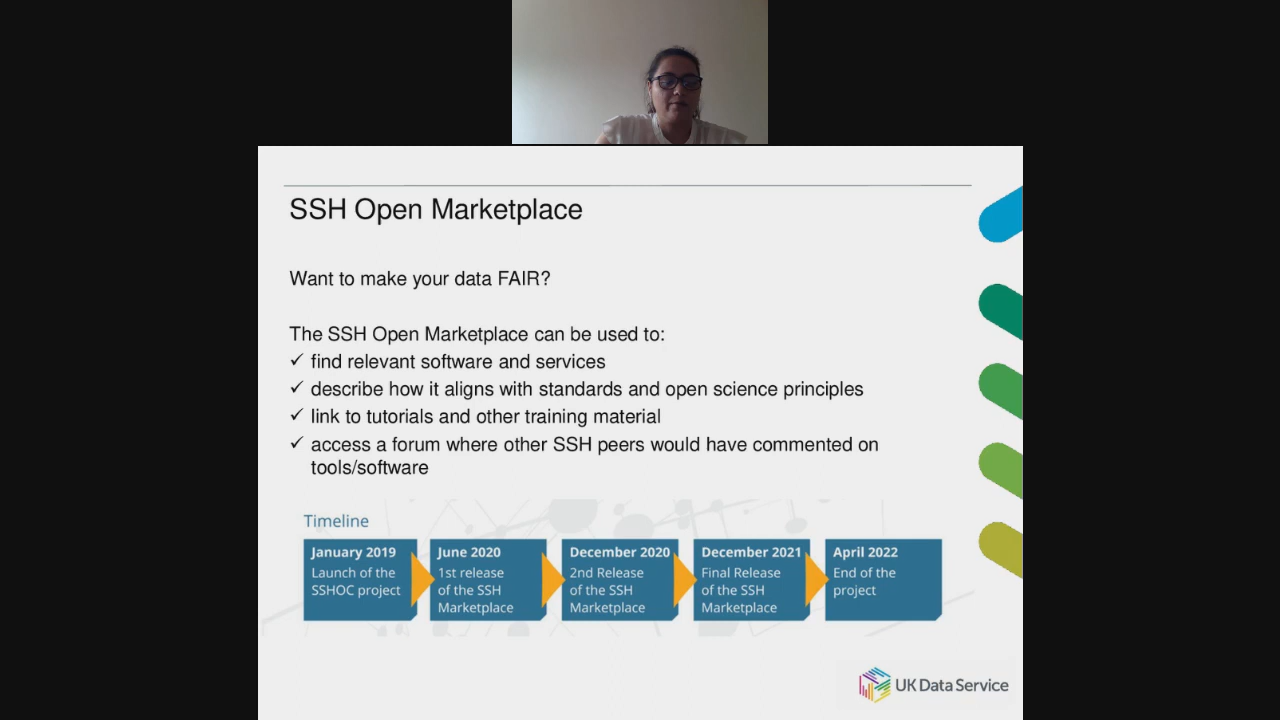 SSH Open Marketplace
Want to make your data FAIR?
The SSH Open Marketplace can be used to:
✓ find relevant software and services
✓ describe how it aligns with standards and open science principles
✓ link to tutorials and other training material
✓ access a forum where other SSH peers would have commented on
tools/software
Timeline
January 2019
Launch of the
SSHOC project
June 2020
1st release
of the SSH
Marketplace
December 2020
2nd Release
of the SSH
Marketplace
December 2021
Final Release
of the SSH
Marketplace
April 2022
End of the
project
UK Data Service